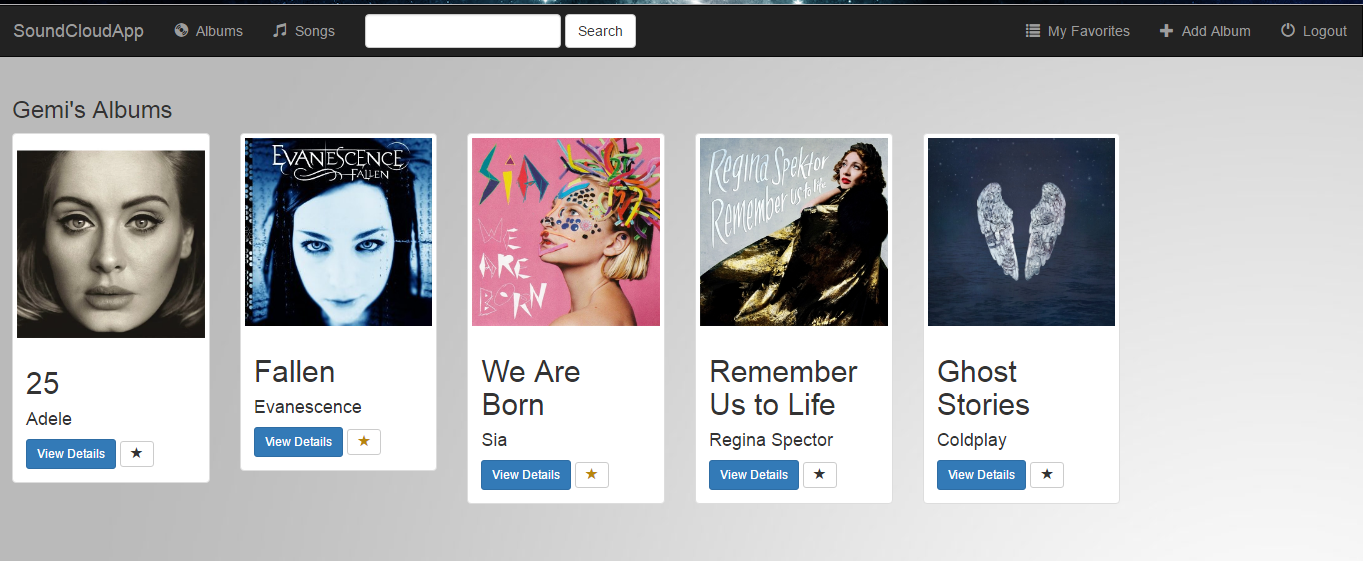 SoundCloudApp Albums Songs Search My Favorites Add Album Logout
Gemi's Albums
25
Adele
View Details
EVANESCENCE
FALLEN
Fallen
Evanescence
View Details
SiA
WE
ARE
BORN
We Are
Born
Sia
View Details
Regina Spektor
Remember us to life
Remember
Us to Life
Regina Spector
View Details
Ghost
Stories
Coldplay
View Details